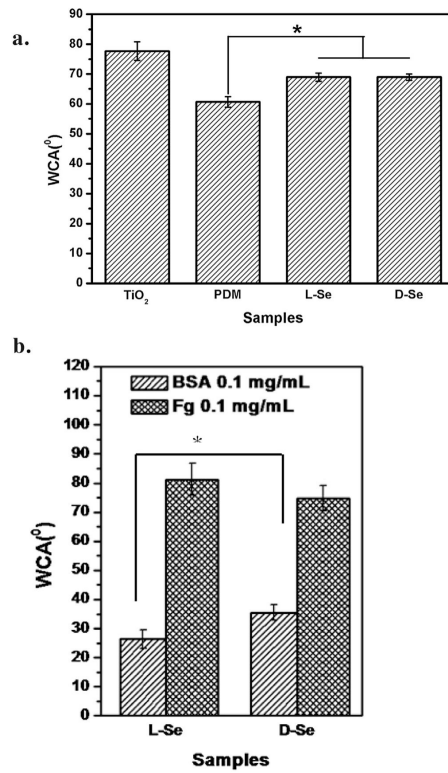 a.
90
80
70
60
50
40
30
20
10
0
WCA(⁰)
*
TiO₂ PDM L-Se D-Se
Samples
b.
120
110
100
90
80
70
60
50
40
30
20
10
0
WCA(⁰)
BSA 0.1 mg/mL
Fg 0.1 mg/mL
*
L-Se D-Se
Samples